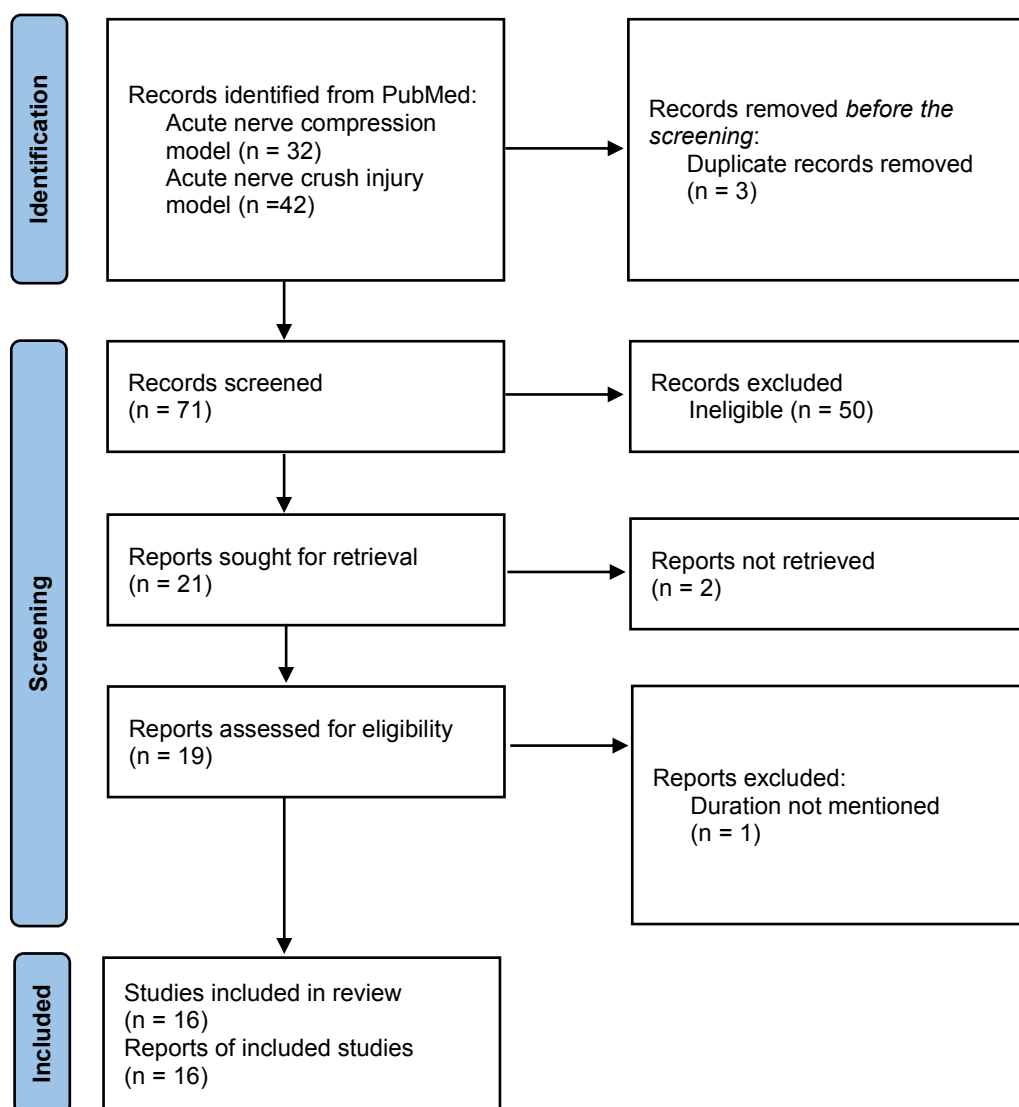 Identification
Records identified from PubMed:
Acute nerve compression
model (n = 32)
Acute nerve crush injury
model (n =42)
Records removed before the
screening:
Duplicate records removed
(n = 3)
Screening
Records screened
(n = 71)
Records excluded
Ineligible (n = 50)
Reports sought for retrieval
(n = 21)
Reports not retrieved
(n = 2)
Reports assessed for eligibility
(n = 19)
Reports excluded:
Duration not mentioned
(n = 1)
Included
Studies included in review
(n = 16)
Reports of included studies
(n = 16)